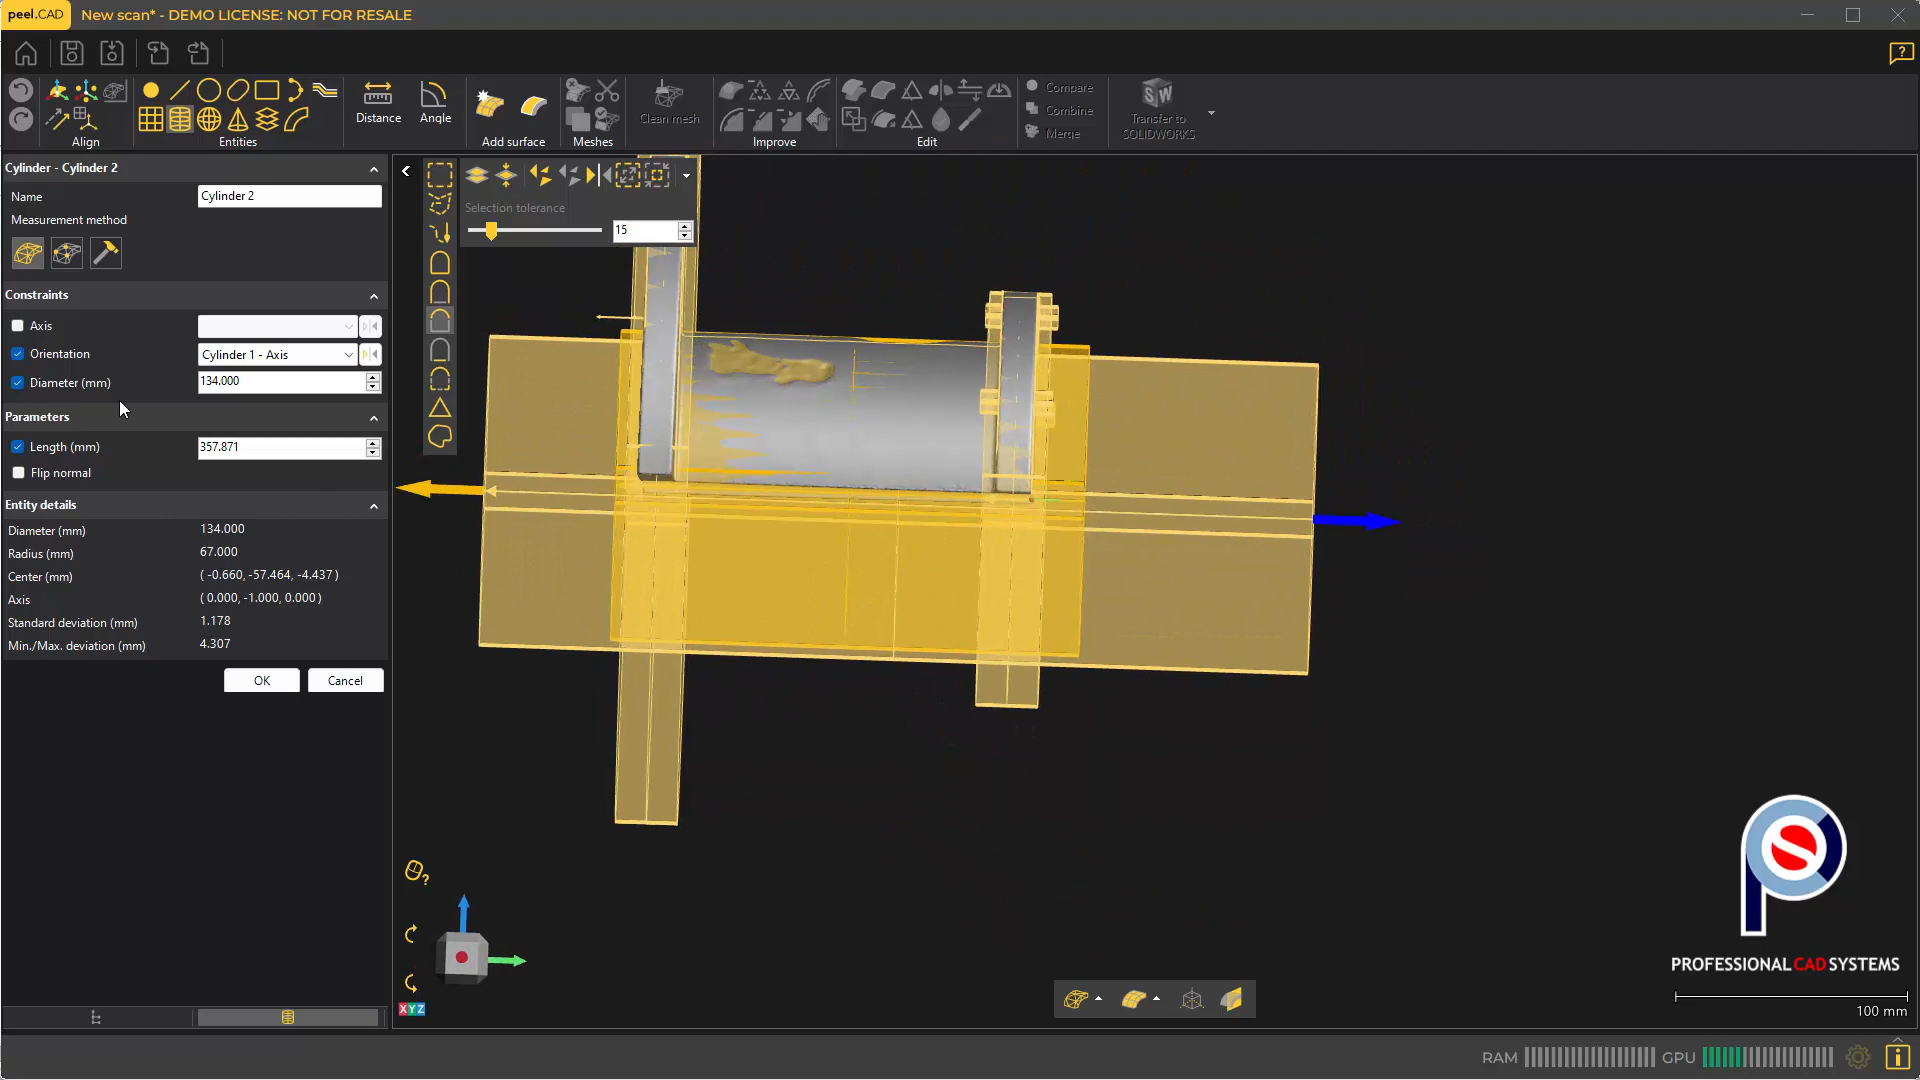 peel.CAD New scan* - DEMO LICENSE: NOT FOR RESALE
Distance Angle
Clean mesh
Compare
Combine
Merge
Transfer to
SOLIDWORKS
Align
Entities
Add surface
Meshes
Improve
Edit
Cylinder - Cylinder 2
Name Cylinder 2
Measurement method
Constraints
Axis
Orientation Cylinder 1 - Axis
Diameter (mm) 134.000
Parameters
Length (mm) 357.871
Flip normal
Entity details
Diameter (mm) 134.000
Radius (mm) 67.000
Center (mm) ( -0.660, -57.464, -4.437 )
Axis ( 0.000, -1.000, 0.000 )
Standard deviation (mm) 1.178
Min./Max. deviation (mm) 4.307
OK Cancel
Selection tolerance
15
XYZ
PROFESSIONAL CAD SYSTEMS
100 mm
RAM GPU